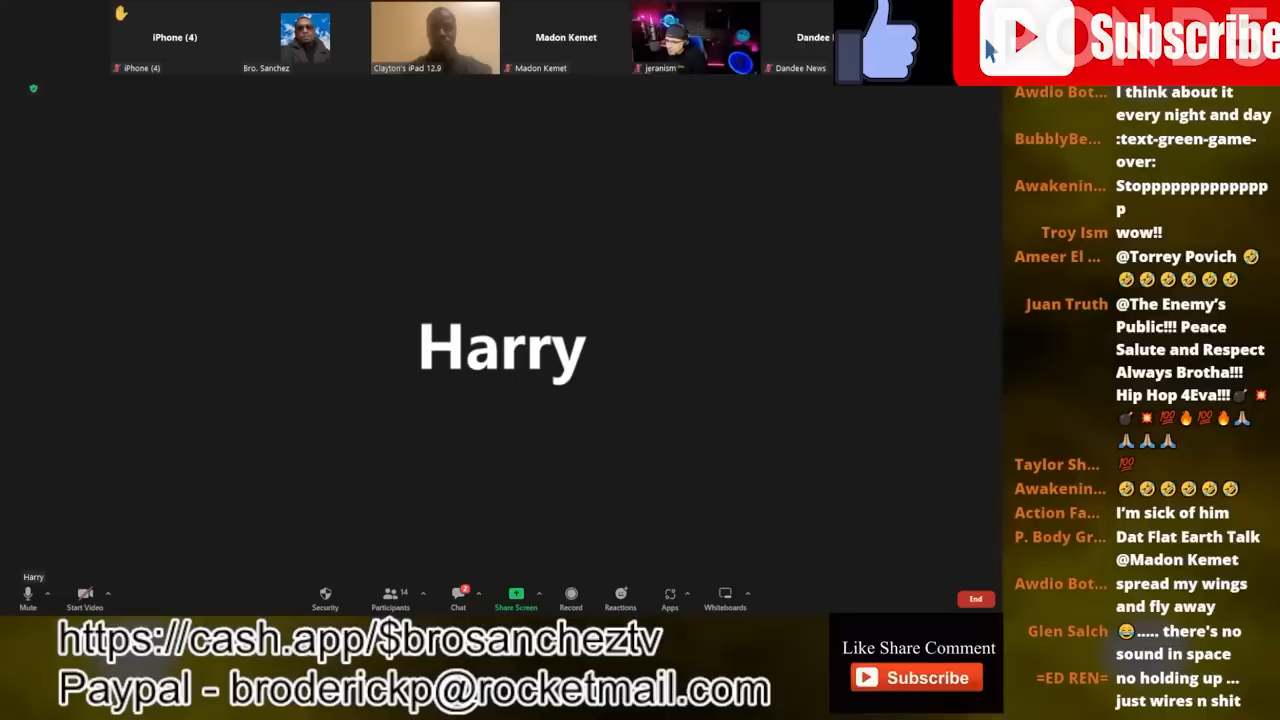 iPhone (4)
iPhone (4)
Bro. Sanchez
Clayton's iPad 12.9
Madon Kemet
Madon Kemet
jeranism
Dandee
Dandee News
Subscribe
Awdio Bot... I think about it
every night and day
BubblyBe... :text-green-game-
over:
Awakenin... Stoppppppppppppp
p
Troy Ism wow!!
Ameer El ... @Torrey Povich 🤣
🤣🤣🤣🤣🤣🤣
Juan Truth @The Enemy's
Public!!! Peace
Salute and Respect
Always Brotha!!!
Hip Hop 4Eva!!!💣💥
💣💥💯🔥💯🔥🙏🏼
🙏🏼🙏🏼🙏🏼
Taylor Sh... 💯
Awakenin... 🤣🤣🤣🤣🤣🤣
Action Fa... I'm sick of him
P. Body Gr... Dat Flat Earth Talk
@Madon Kemet
Awdio Bot... spread my wings
and fly away
Glen Salch 😂..... there's no
sound in space
=ED REN= no holding up ...
just wires n shit
Harry
Harry
Mute
Start Video
Security
Participants 14
Chat 2
Share Screen
Record
Reactions
Apps
Whiteboards
End
https://cash.app/$brosancheztv
Paypal - broderickp@rocketmail.com
Like Share Comment
Subscribe